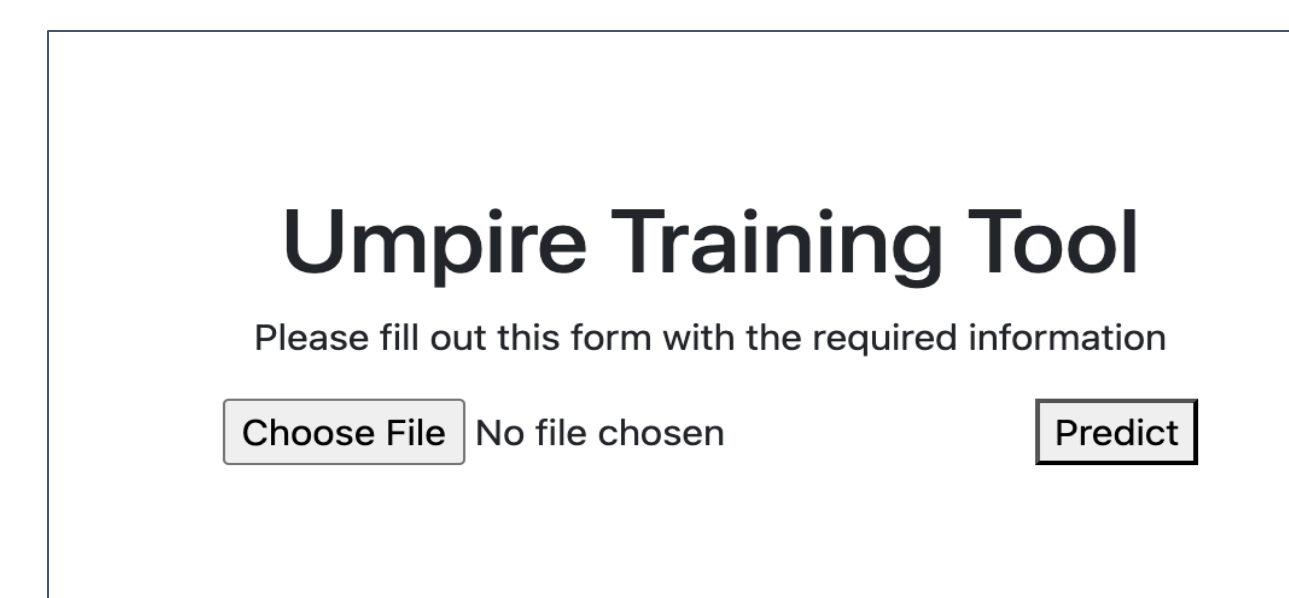 Umpire Training Tool
Please fill out this form with the required information
Choose File No file chosen Predict